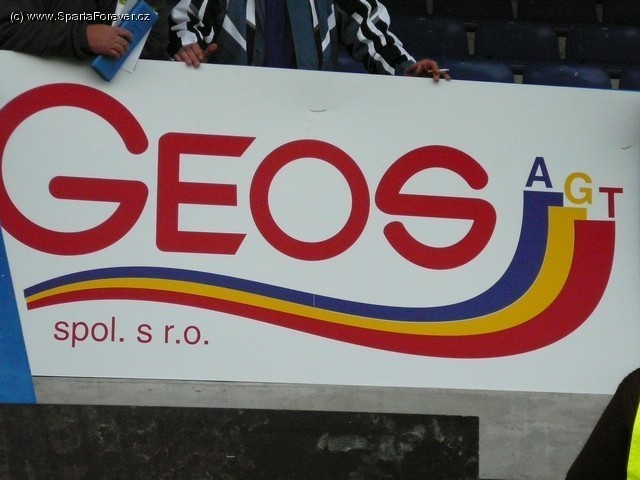 (c) www.SpartaForever.cz
GEOS
AGT
spol. s r.o.